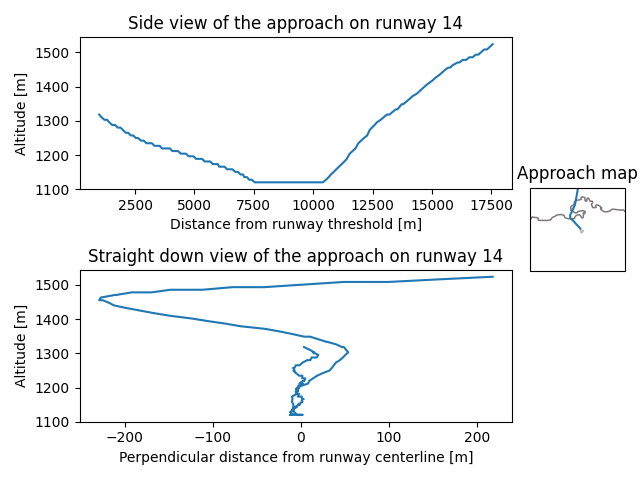 Side view of the approach on runway 14
1500
1400
1300
1200
1100
Altitude [m]
2500 5000 7500 10000 12500 15000 17500
Distance from runway threshold [m]
Approach map
Straight down view of the approach on runway 14
1500
1400
1300
1200
1100
Altitude [m]
−200 −100 0 100 200
Perpendicular distance from runway centerline [m]